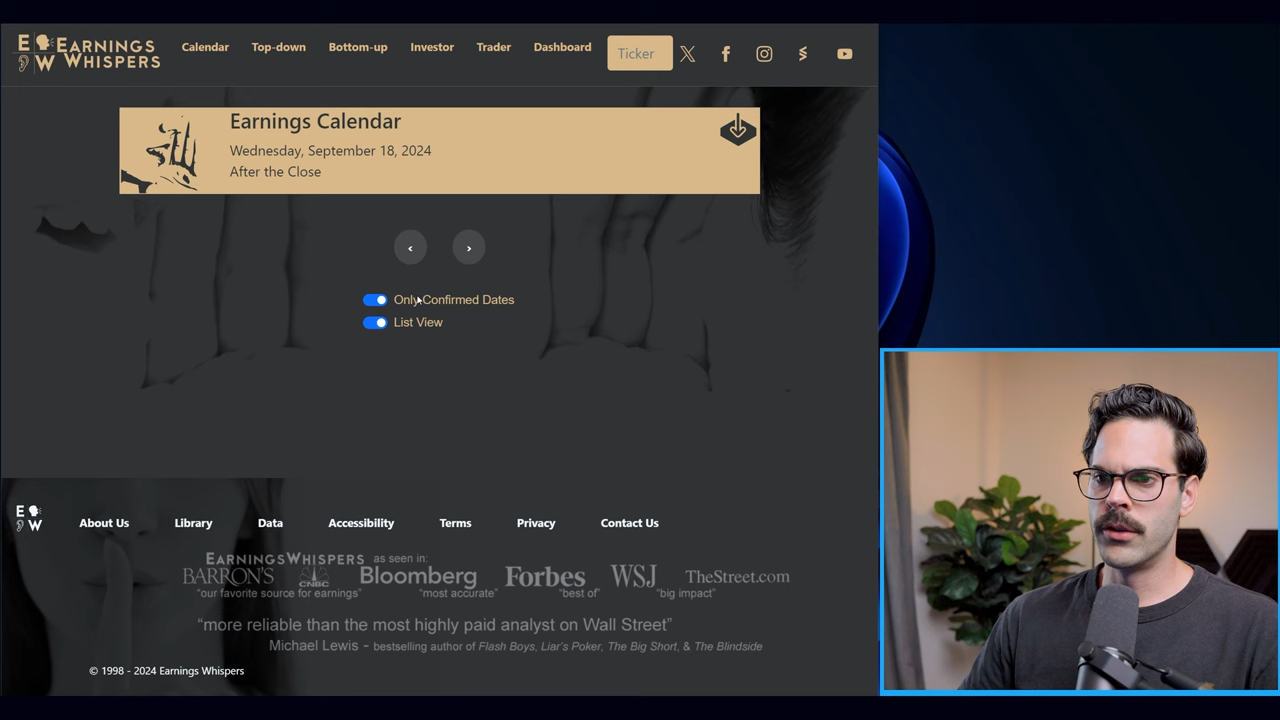 E EARNINGS
W WHISPERS
Calendar Top-down Bottom-up Investor Trader Dashboard Ticker
Earnings Calendar
Wednesday, September 18, 2024
After the Close
‹ ›
Only Confirmed Dates
List View
E W
About Us Library Data Accessibility Terms Privacy Contact Us
EARNINGSWHISPERS as seen in:
BARRON'S CNBC Bloomberg Forbes WSJ TheStreet.com
"our favorite source for earnings" "most accurate" "best of" "big impact"
“more reliable than the most highly paid analyst on Wall Street”
Michael Lewis - bestselling author of Flash Boys, Liar's Poker, The Big Short, & The Blindside
© 1998 - 2024 Earnings Whispers